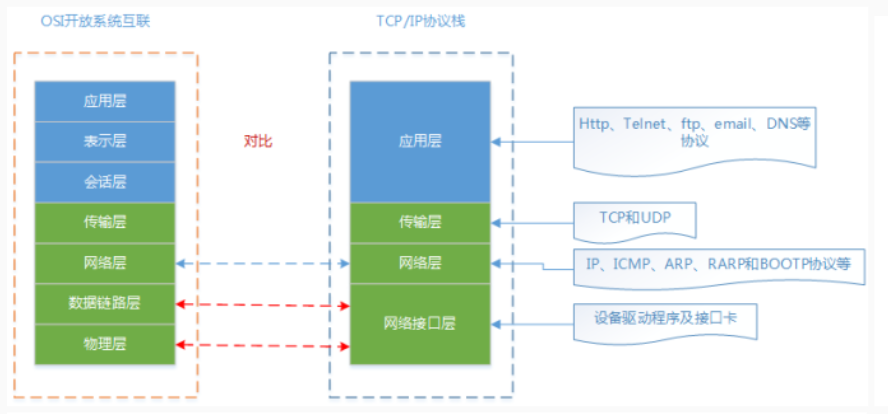 OSI开放系统互联
TCP/IP协议栈
应用层
表示层
会话层
传输层
网络层
数据链路层
物理层
对比
应用层
传输层
网络层
网络接口层
Http、Telnet、ftp、email、DNS等
协议
TCP和UDP
IP、ICMP、ARP、RARP和BOOTP协议等
设备驱动程序及接口卡